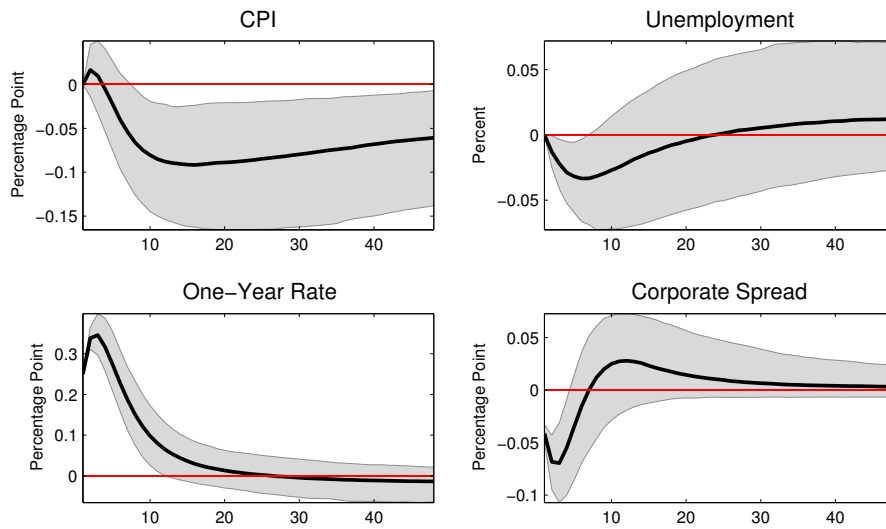 CPI
Percentage Point
0
−0.05
−0.1
−0.15
10 20 30 40
Unemployment
Percent
0.05
0
−0.05
10 20 30 40
One−Year Rate
Percentage Point
0.3
0.2
0.1
0
10 20 30 40
Corporate Spread
Percentage Point
0.05
0
−0.05
−0.1
10 20 30 40